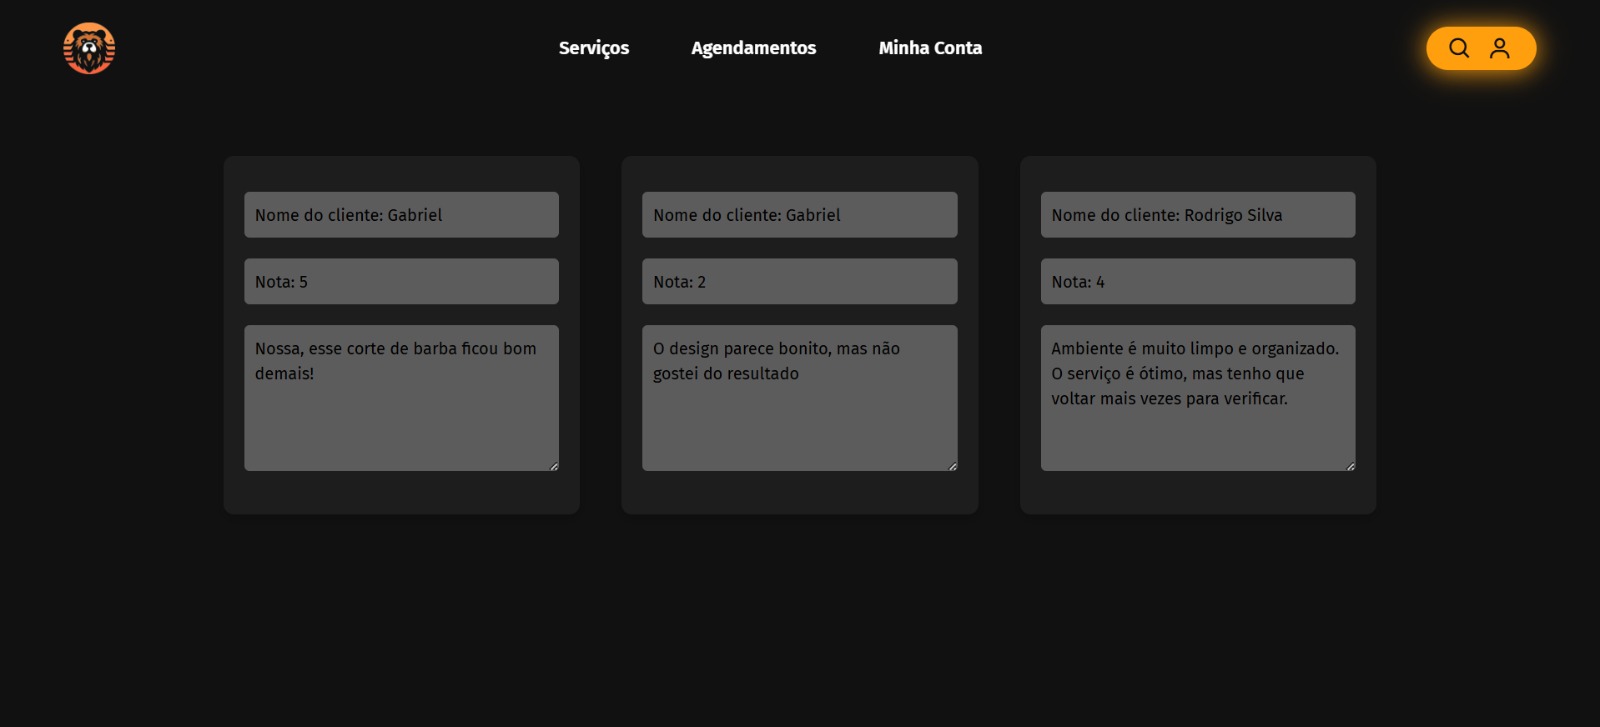 Serviços
Agendamentos
Minha Conta
Nome do cliente: Gabriel
Nota: 5
Nossa, esse corte de barba ficou bom
demais!
Nome do cliente: Gabriel
Nota: 2
O design parece bonito, mas não
gostei do resultado
Nome do cliente: Rodrigo Silva
Nota: 4
Ambiente é muito limpo e organizado.
O serviço é ótimo, mas tenho que
voltar mais vezes para verificar.